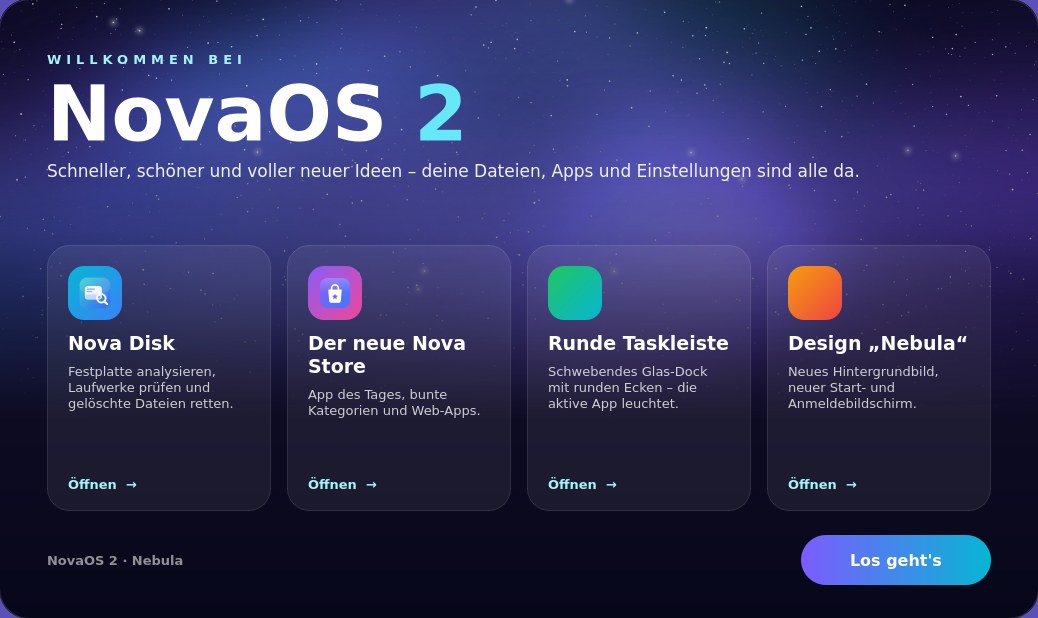 WILLKOMMEN BEI
NovaOS 2
Schneller, schöner und voller neuer Ideen – deine Dateien, Apps und Einstellungen sind alle da.
Nova Disk
Festplatte analysieren,
Laufwerke prüfen und
gelöschte Dateien retten.
Öffnen →
Der neue Nova
Store
App des Tages, bunte
Kategorien und Web-Apps.
Öffnen →
Runde Taskleiste
Schwebendes Glas-Dock
mit runden Ecken – die
aktive App leuchtet.
Öffnen →
Design „Nebula“
Neues Hintergrundbild,
neuer Start- und
Anmeldebildschirm.
Öffnen →
NovaOS 2 · Nebula
Los geht's